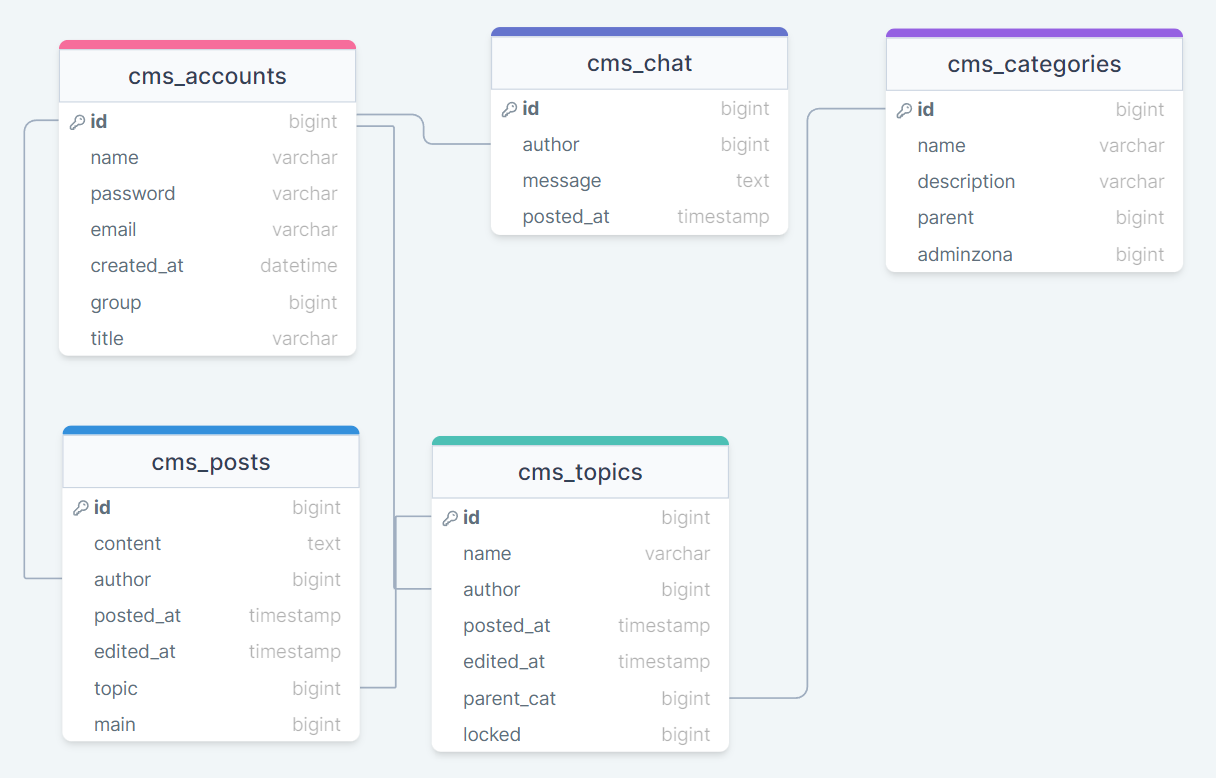 cms_accounts
id bigint
name varchar
password varchar
email varchar
created_at datetime
group bigint
title varchar
cms_chat
id bigint
author bigint
message text
posted_at timestamp
cms_categories
id bigint
name varchar
description varchar
parent bigint
adminzona bigint
cms_posts
id bigint
content text
author bigint
posted_at timestamp
edited_at timestamp
topic bigint
main bigint
cms_topics
id bigint
name varchar
author bigint
posted_at timestamp
edited_at timestamp
parent_cat bigint
locked bigint